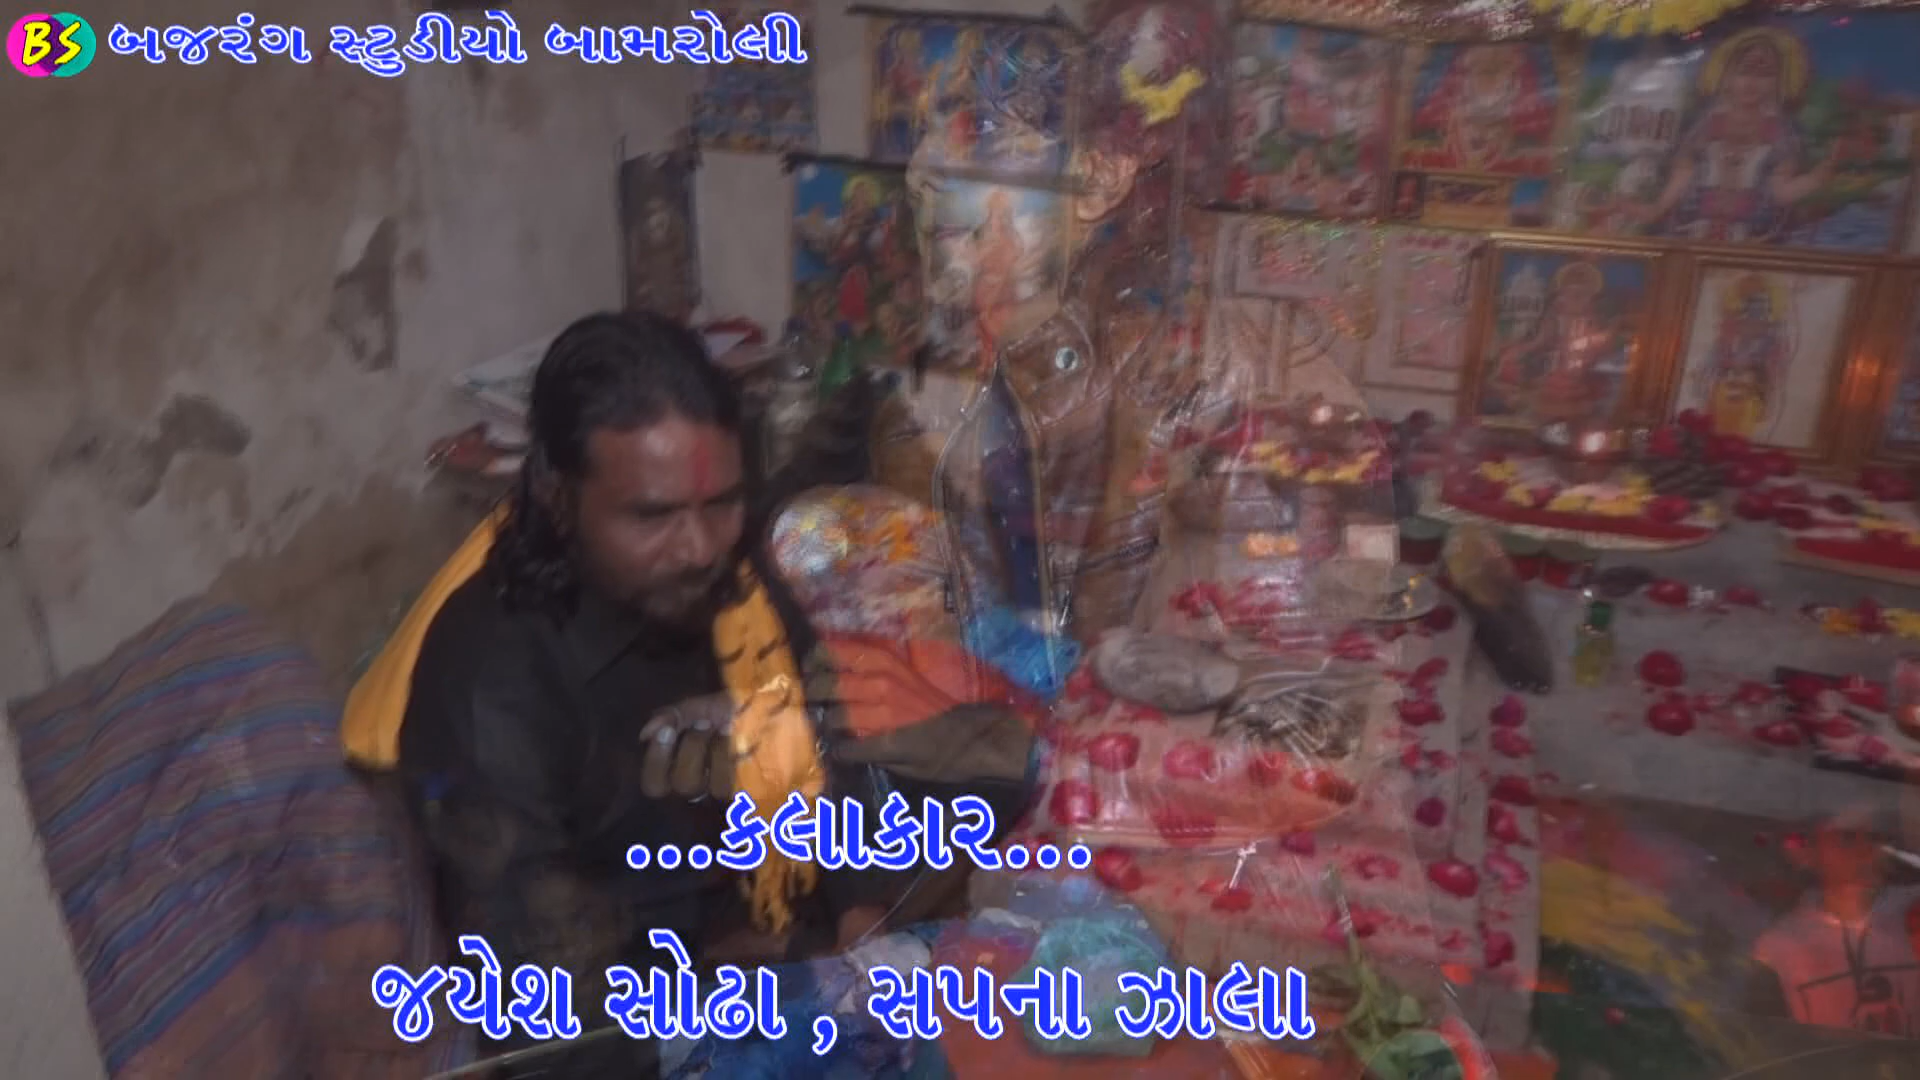 BS બજરંગ સ્ટુડીયો બામરોલી
...કલાકાર...
જયેશ સોઢા , સપના ઝાલા